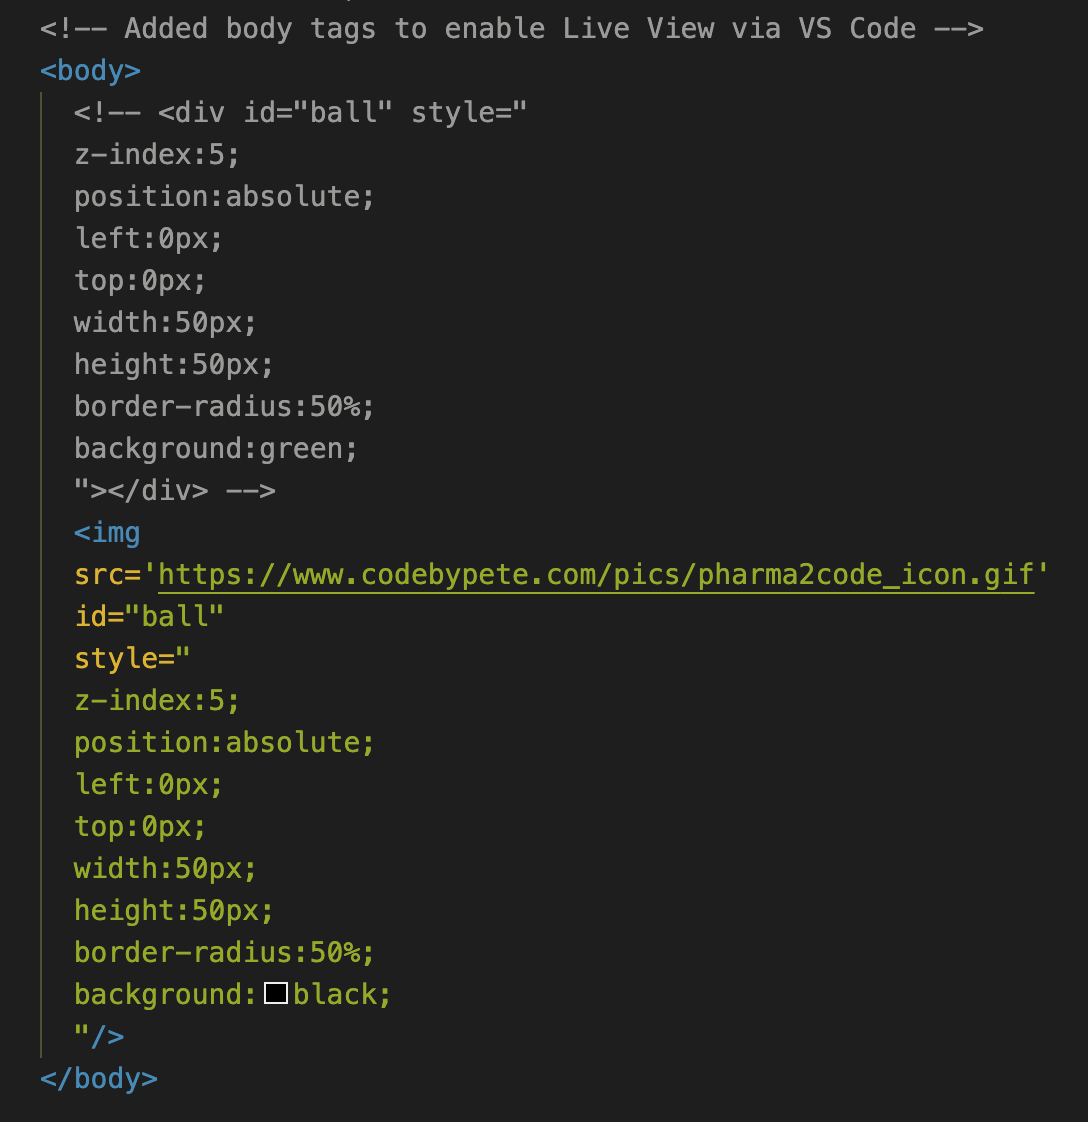 <!-- Added body tags to enable Live View via VS Code -->
<body>
<!-- <div id="ball" style="
z-index:5;
position:absolute;
left:0px;
top:0px;
width:50px;
height:50px;
border-radius:50%;
background:green;
"></div> -->
<img
src='https://www.codebypete.com/pics/pharma2code_icon.gif'
id="ball"
style="
z-index:5;
position:absolute;
left:0px;
top:0px;
width:50px;
height:50px;
border-radius:50%;
background:black;
"/>
</body>